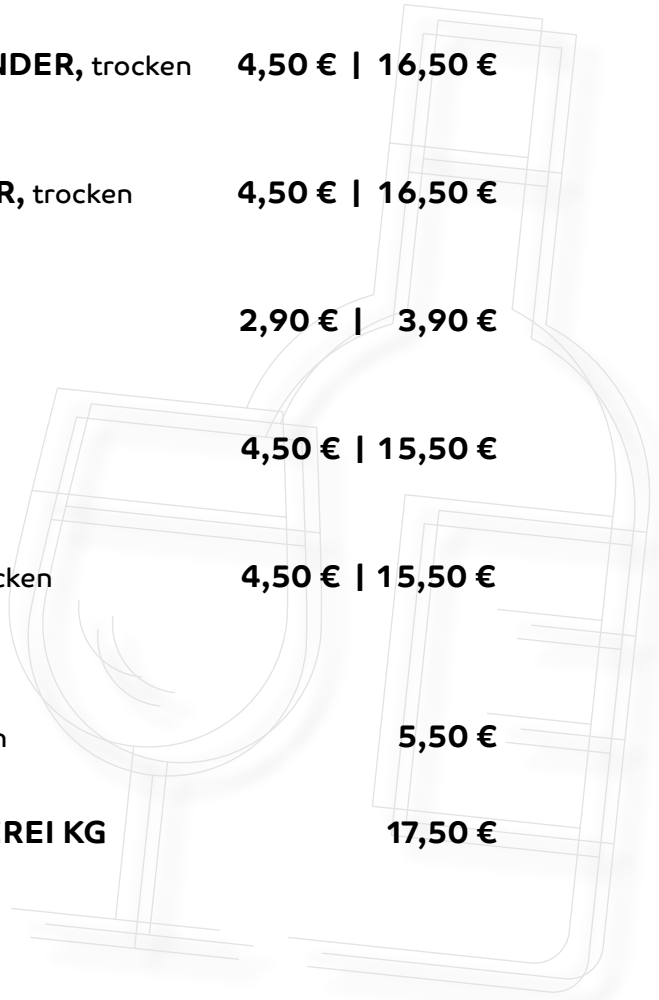 NDER, trocken 4,50 € | 16,50 €
R, trocken 4,50 € | 16,50 €
2,90 € | 3,90 €
4,50 € | 15,50 €
cken 4,50 € | 15,50 €
n 5,50 €
EREI KG 17,50 €